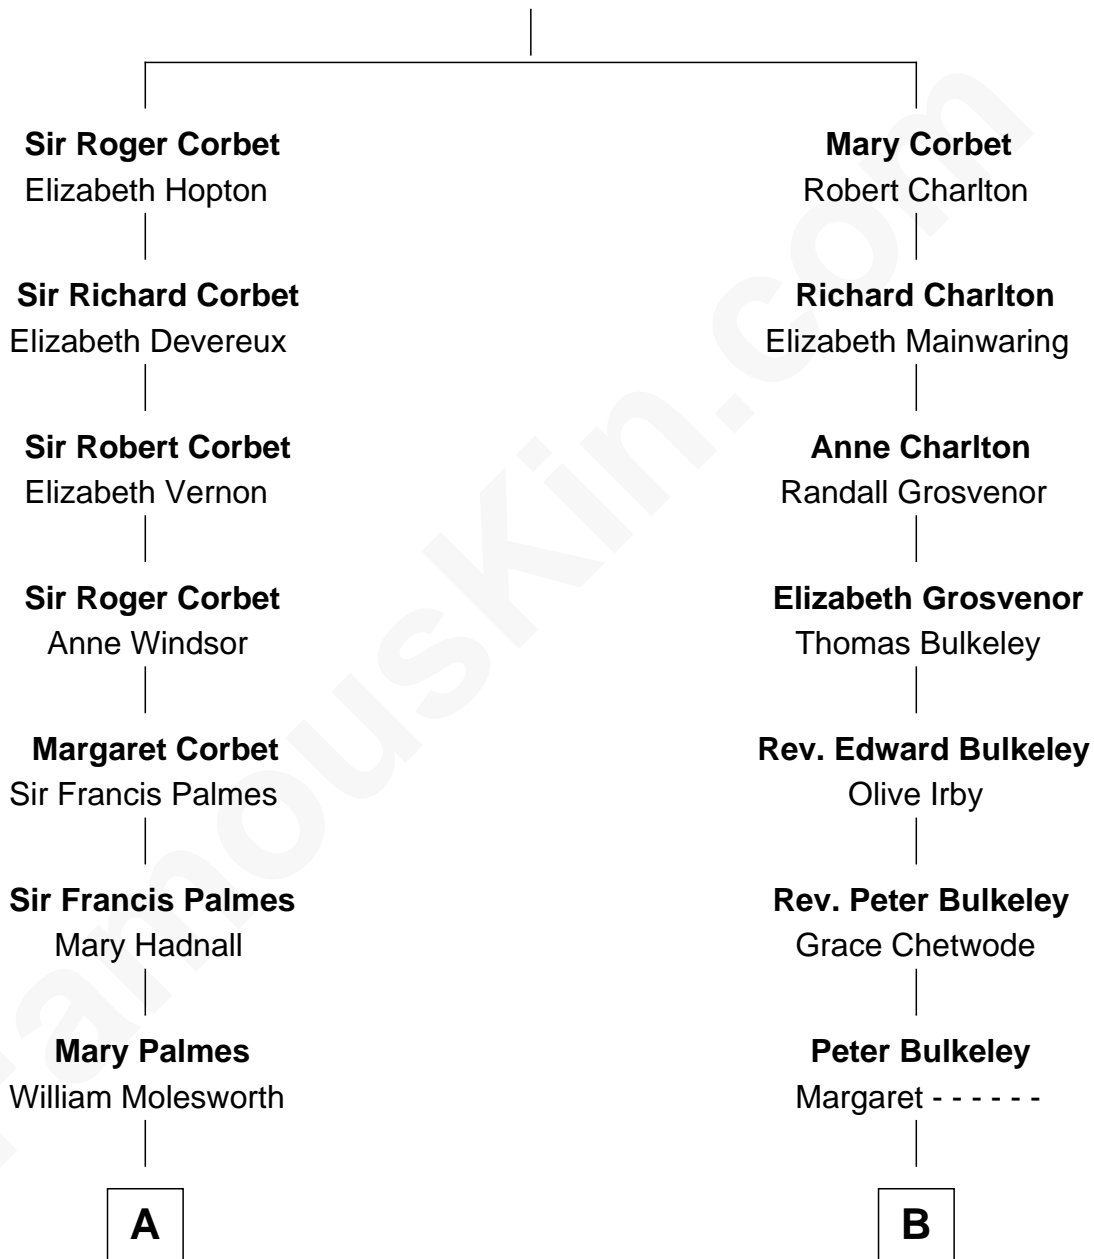 Sir Roger Corbet
Elizabeth Hopton
Sir Richard Corbet
Elizabeth Devereux
Sir Robert Corbet
Elizabeth Vernon
Sir Roger Corbet
Anne Windsor
Margaret Corbet
Sir Francis Palmes
Sir Francis Palmes
Mary Hadnall
Mary Palmes
William Molesworth
A
Mary Corbet
Robert Charlton
Richard Charlton
Elizabeth Mainwaring
Anne Charlton
Randall Grosvenor
Elizabeth Grosvenor
Thomas Bulkeley
Rev. Edward Bulkeley
Olive Irby
Rev. Peter Bulkeley
Grace Chetwode
Peter Bulkeley
Margaret - - - - - -
B
FamousKin.com